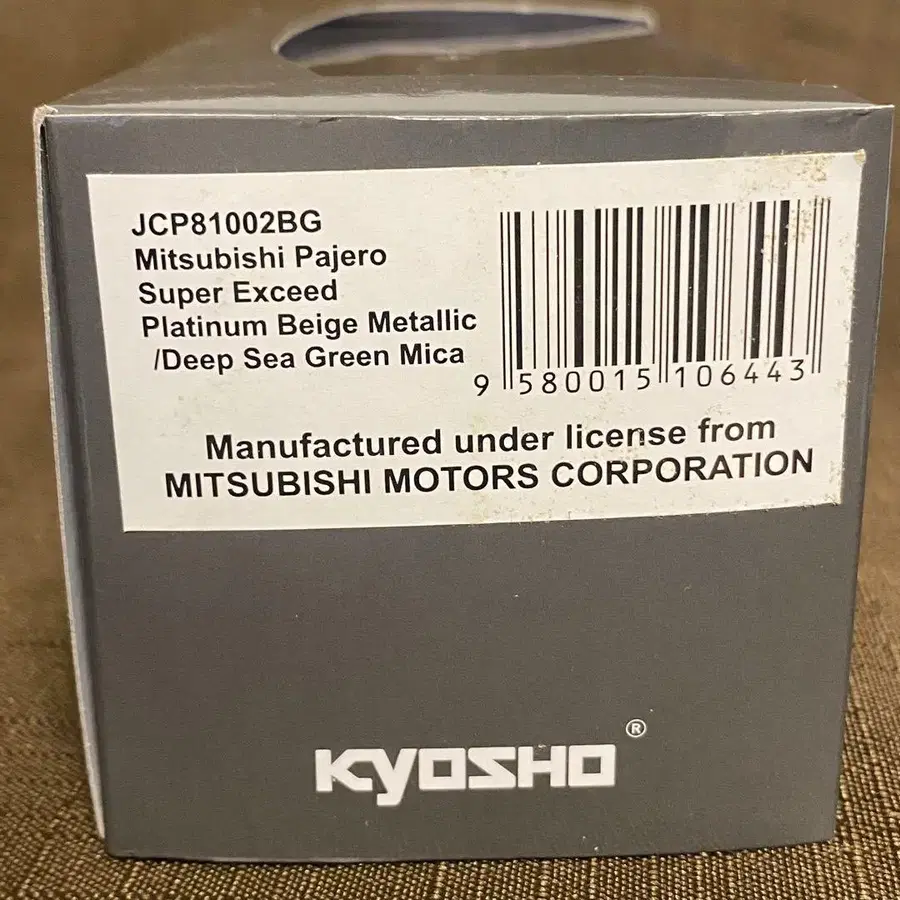 JCP81002BG
Mitsubishi Pajero
Super Exceed
Platinum Beige Metallic
/Deep Sea Green Mica
9 580015 106443
Manufactured under license from
MITSUBISHI MOTORS CORPORATION
KYOSHO®